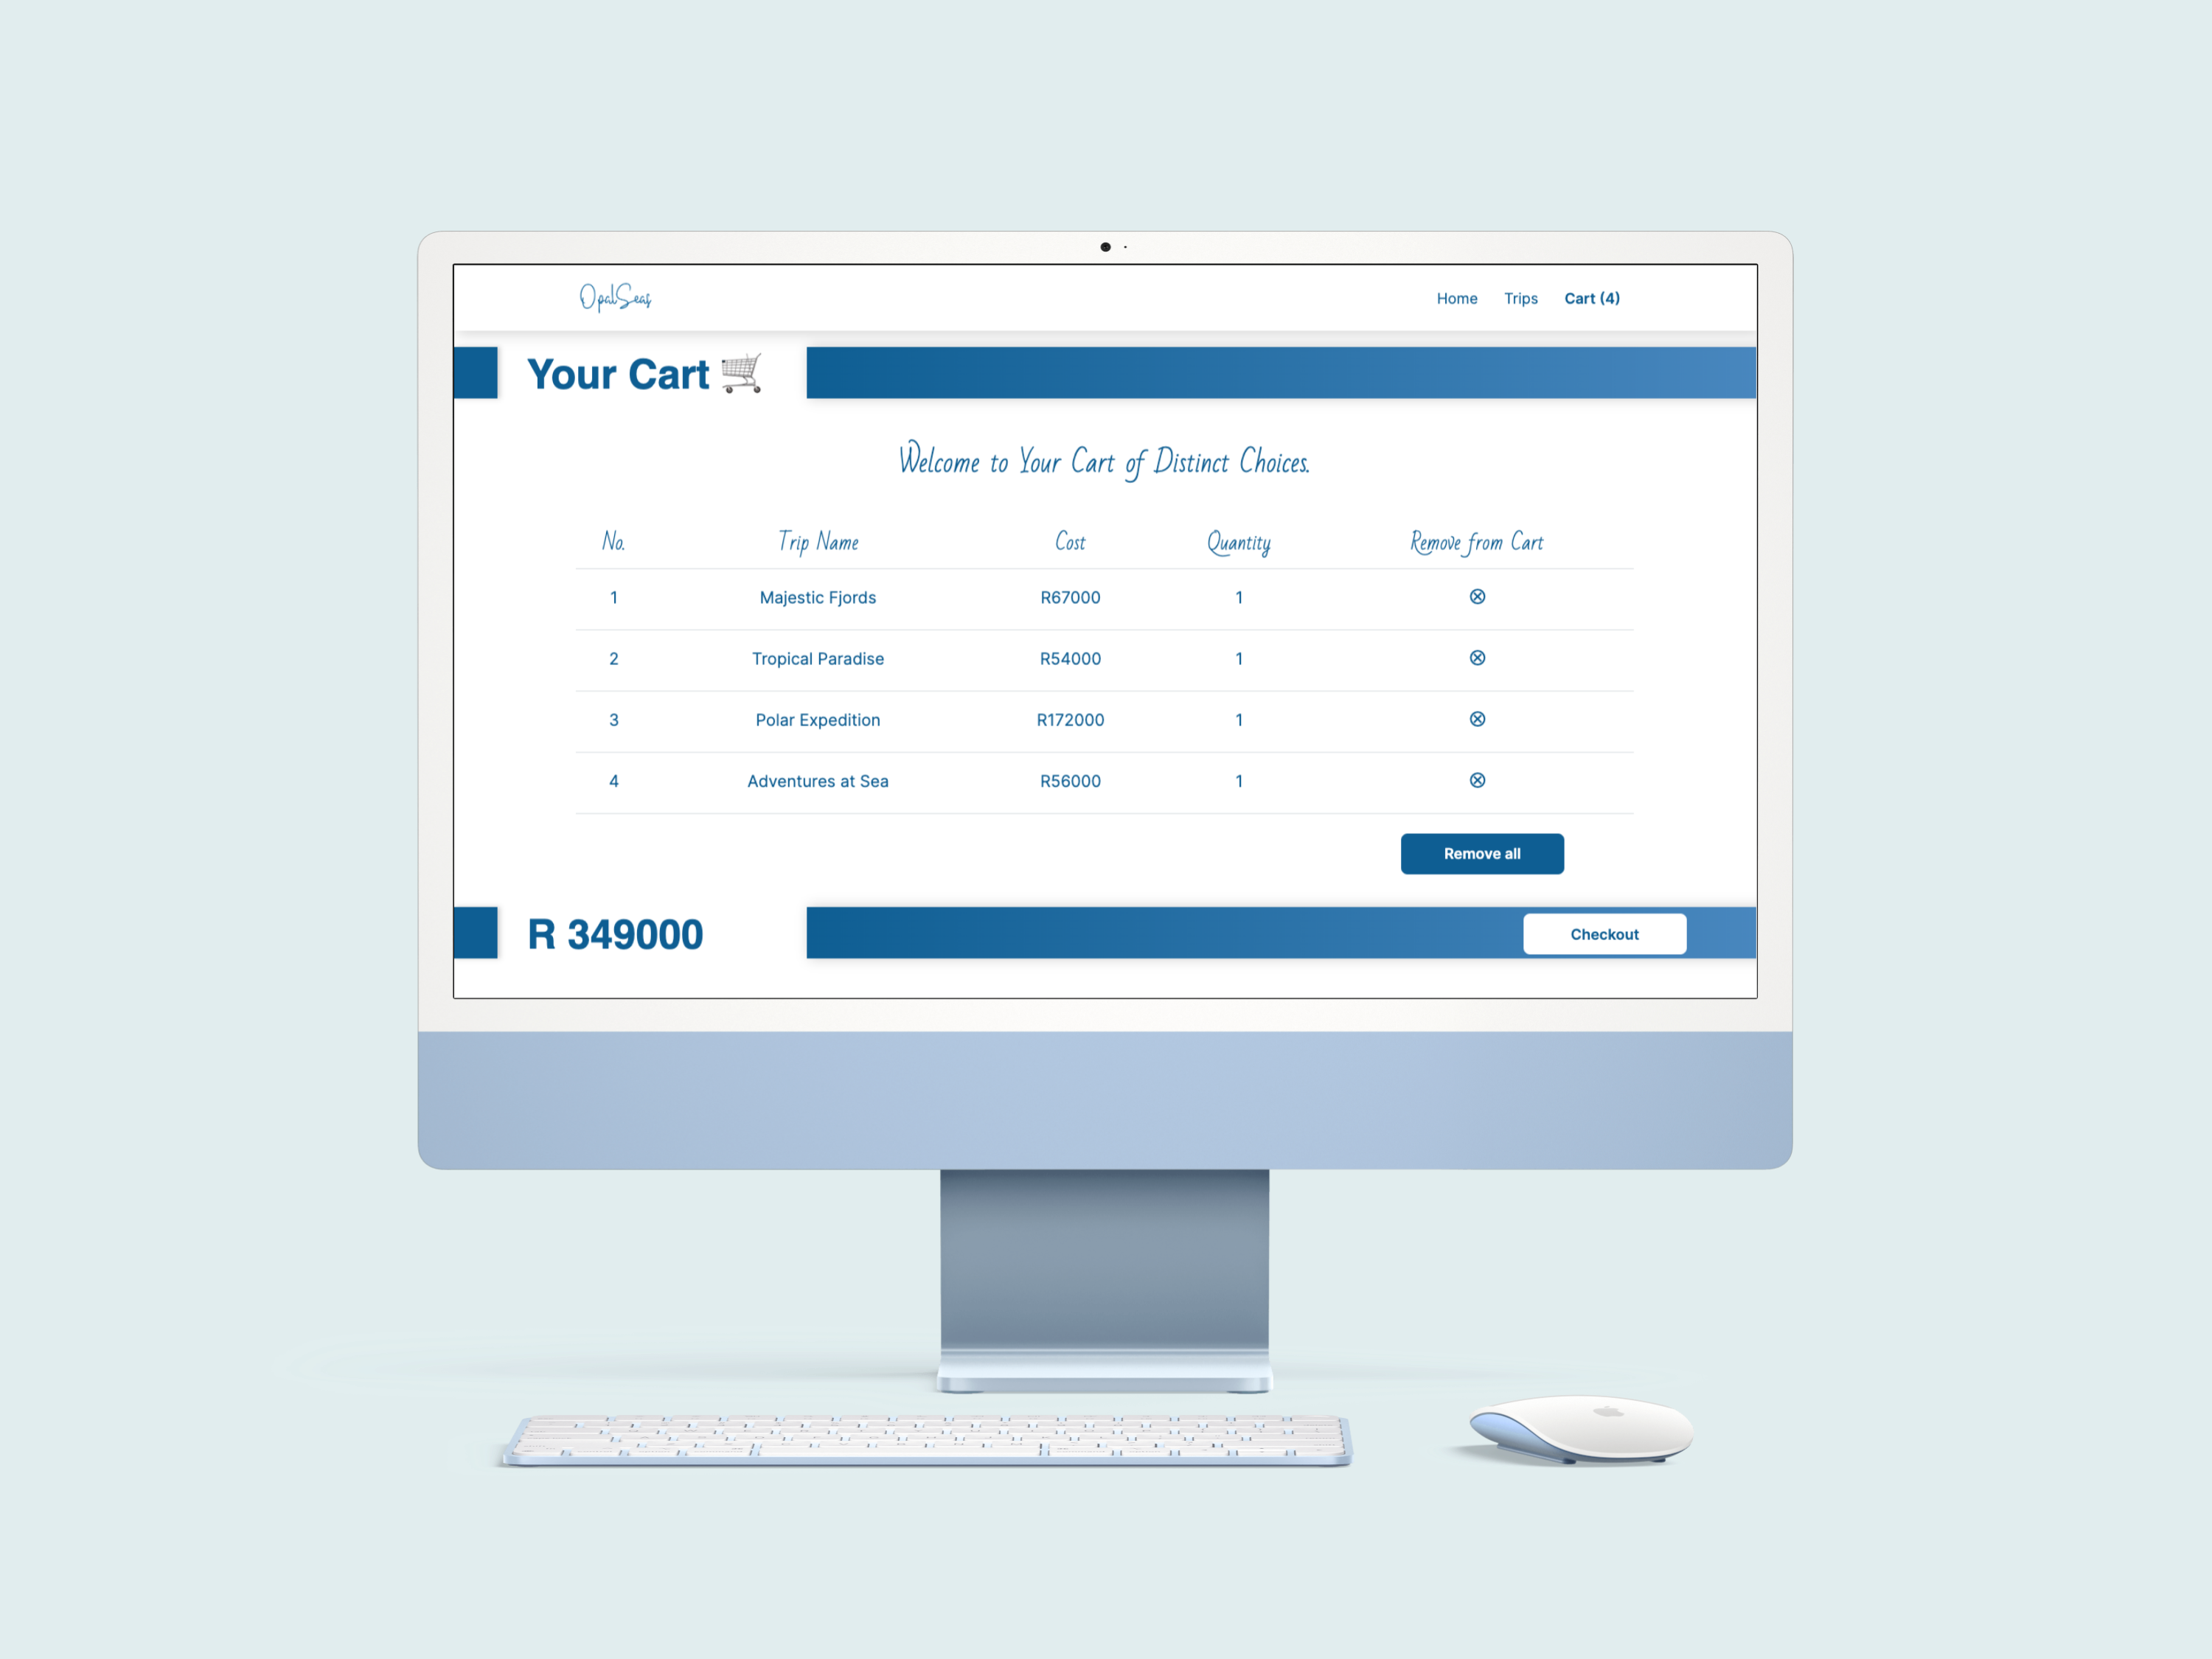 OpalSeas
Home Trips Cart (4)
Your Cart
Welcome to Your Cart of Distinct Choices.
No. Trip Name Cost Quantity Remove from Cart
1 Majestic Fjords R67000 1
2 Tropical Paradise R54000 1
3 Polar Expedition R172000 1
4 Adventures at Sea R56000 1
Remove all
R 349000
Checkout